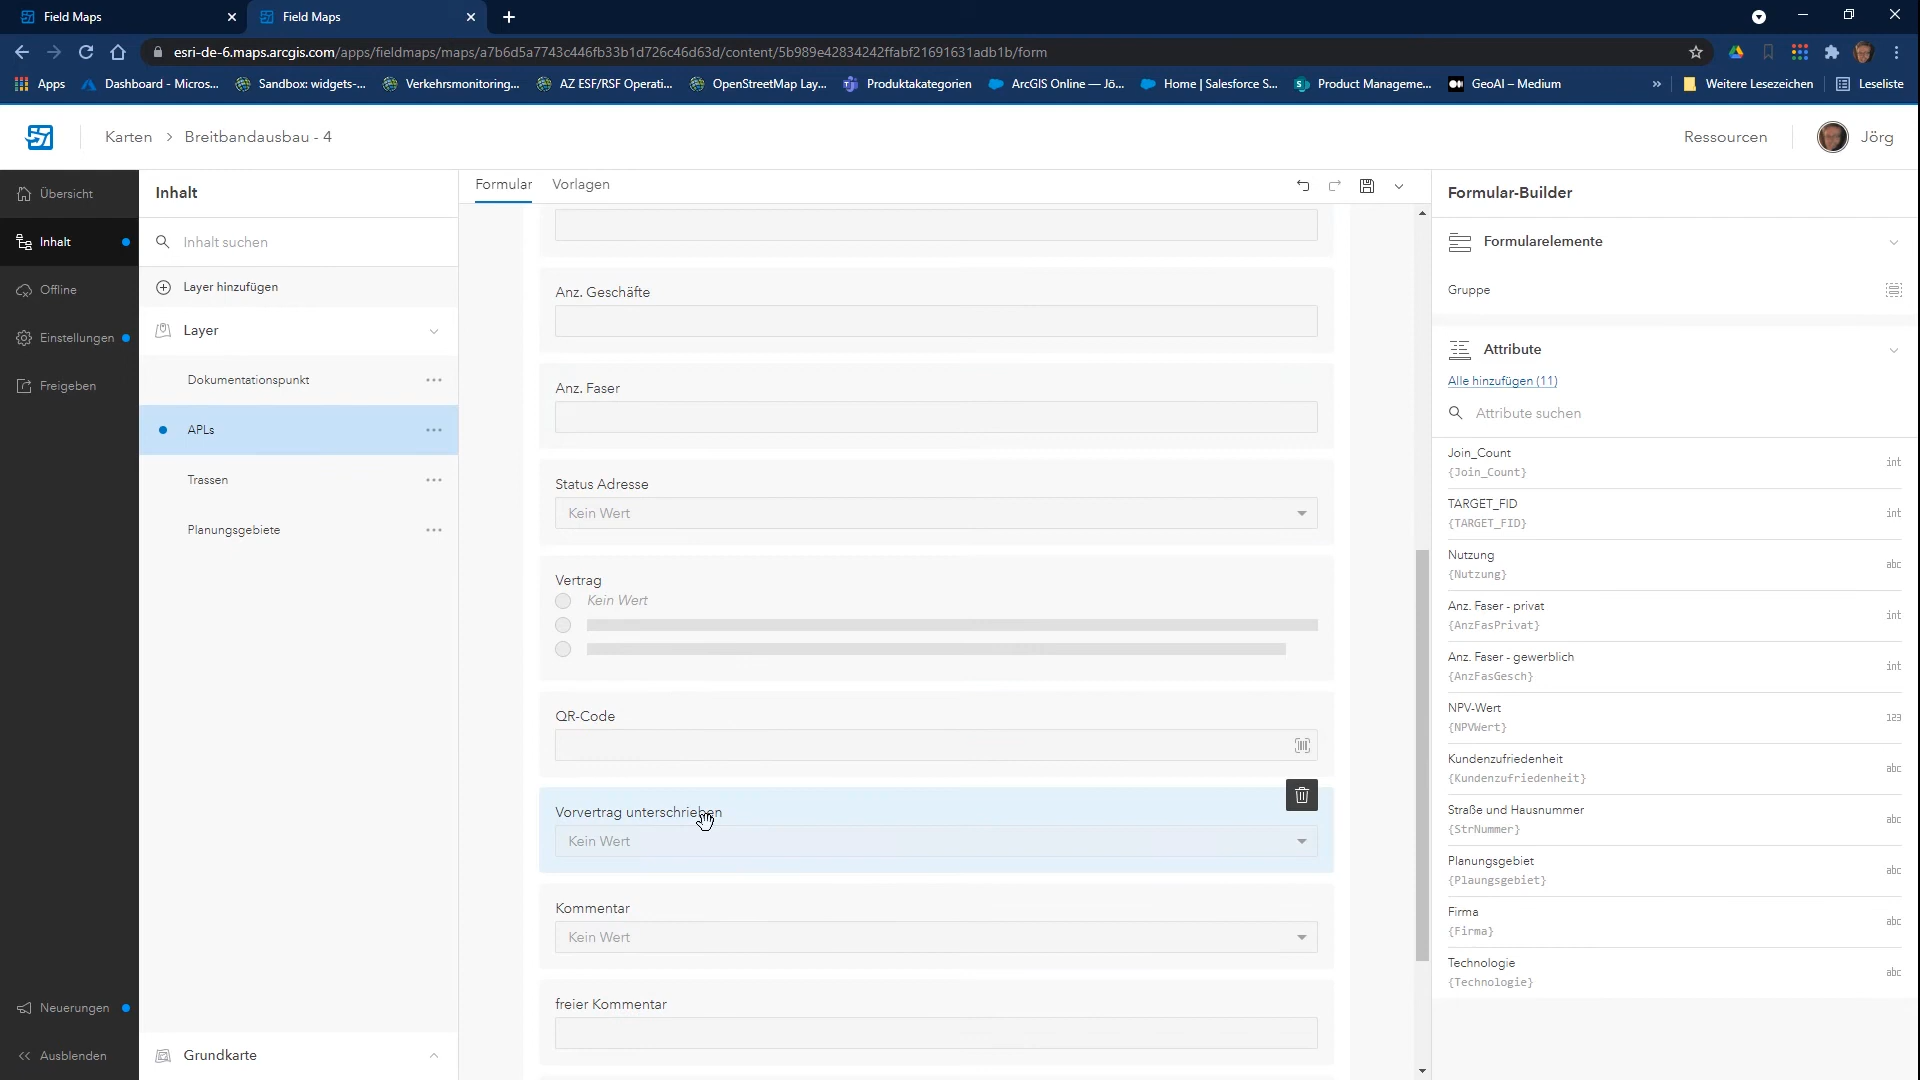 Field Maps
Field Maps
esri-de-6.maps.arcgis.com/apps/fieldmaps/maps/a7b6d5a7743c446fb33b1d726c46d63d/content/5b989e42834242ffabf21691631adb1b/form
Apps
Dashboard - Micros...
Sandbox: widgets-...
Verkehrsmonitoring...
AZ ESF/RSF Operati...
OpenStreetMap Lay...
Produktakategorien
ArcGIS Online — Jö...
Home | Salesforce S...
Product Manageme...
GeoAI – Medium
»
Weitere Lesezeichen
Leseliste
Karten > Breitbandausbau - 4
Ressourcen
Jörg
Übersicht
Inhalt
Offline
Einstellungen
Freigeben
Neuerungen
Ausblenden
Inhalt
Inhalt suchen
Layer hinzufügen
Layer
Dokumentationspunkt
APLs
Trassen
Planungsgebiete
Grundkarte
Formular
Vorlagen
Anz. Geschäfte
Anz. Faser
Status Adresse
Kein Wert
Vertrag
Kein Wert
QR-Code
Vorvertrag unterschrieben
Kein Wert
Kommentar
Kein Wert
freier Kommentar
Formular-Builder
Formularelemente
Gruppe
Attribute
Alle hinzufügen (11)
Attribute suchen
Join_Count
{Join_Count}
int
TARGET_FID
{TARGET_FID}
int
Nutzung
{Nutzung}
abc
Anz. Faser - privat
{AnzFasPrivat}
int
Anz. Faser - gewerblich
{AnzFasGesch}
int
NPV-Wert
{NPVWert}
123
Kundenzufriedenheit
{Kundenzufriedenheit}
abc
Straße und Hausnummer
{StrNummer}
abc
Planungsgebiet
{Plaungsgebiet}
abc
Firma
{Firma}
abc
Technologie
{Technologie}
abc